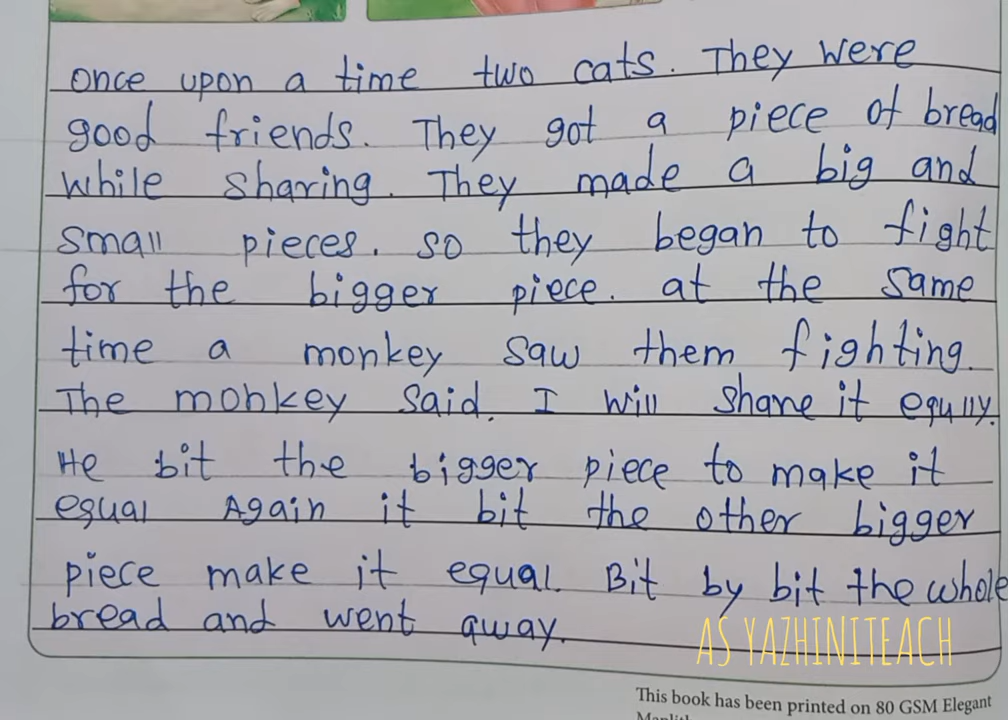 once upon a time two cats. They were
good friends. They got a piece of bread
while sharing. They made a big and
small pieces. so they began to fight
for the bigger piece. at the same
time a monkey saw them fighting.
The monkey said. I will share it eqully.
He bit the bigger piece to make it
equal Again it bit the other bigger
piece make it equal. Bit by bit the whole
bread and went away.
AS YAZHINITEACH
This book has been printed on 80 GSM Elegant